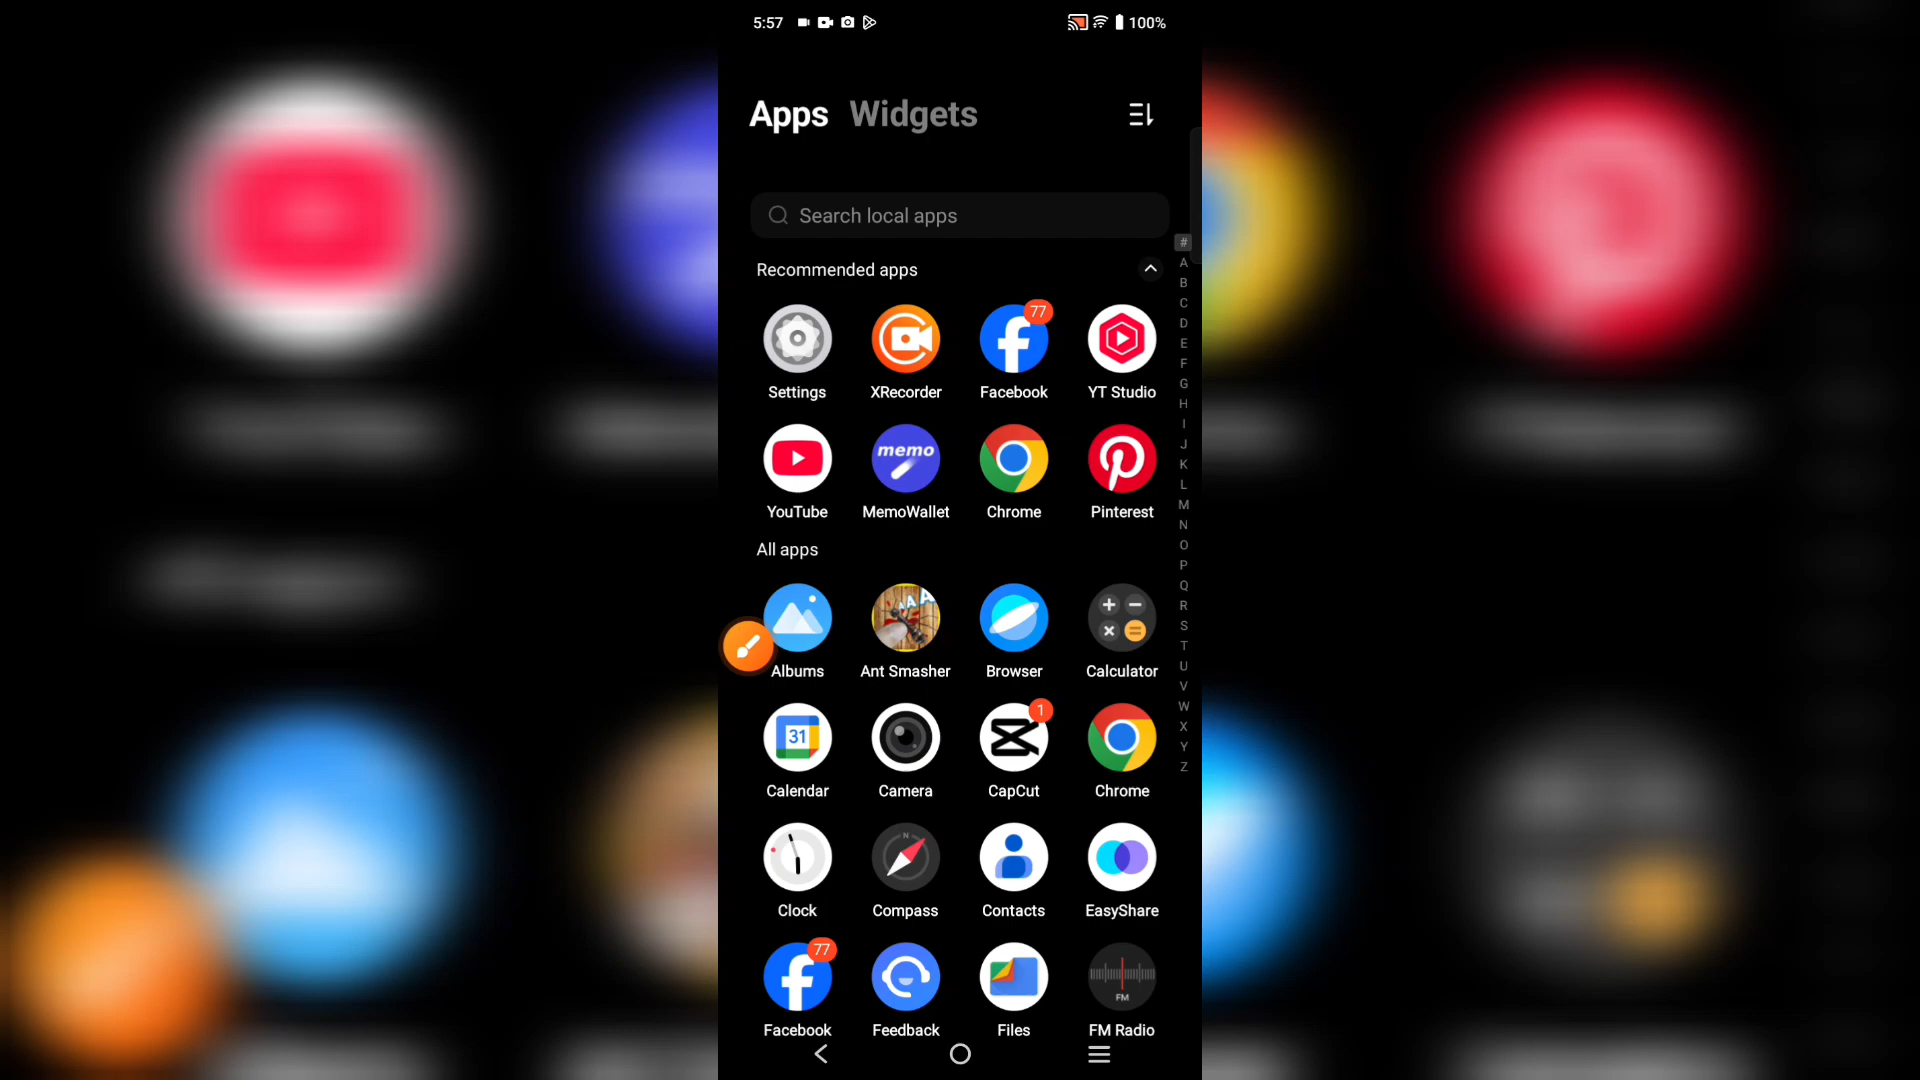 5:57 100%
Apps Widgets
Search local apps
Recommended apps
#
A
B
C
D
E
F
G
H
I
J
K
L
M
N
O
P
Q
R
S
T
U
V
W
X
Y
Z
77
Settings XRecorder Facebook YT Studio
memo
YouTube MemoWallet Chrome Pinterest
All apps
Albums Ant Smasher Browser Calculator
31 1
Calendar Camera CapCut Chrome
N
Clock Compass Contacts EasyShare
77
FM
Facebook Feedback Files FM Radio